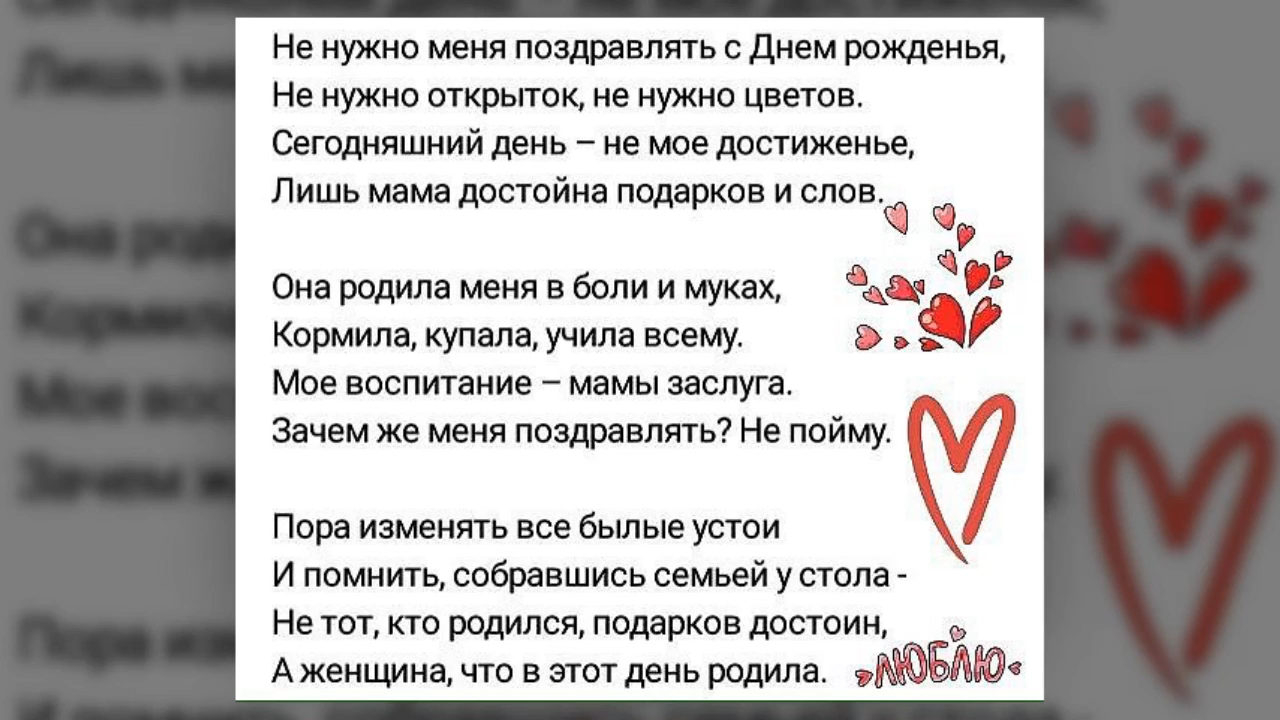 Не нужно меня поздравлять с Днем рожденья,
Не нужно открыток, не нужно цветов.
Сегодняшний день – не мое достиженье,
Лишь мама достойна подарков и слов.
Она родила меня в боли и муках,
Кормила, купала, учила всему.
Мое воспитание – мамы заслуга.
Зачем же меня поздравлять? Не пойму.
Пора изменять все былые устои
И помнить, собравшись семьей у стола -
Не тот, кто родился, подарков достоин,
А женщина, что в этот день родила.
ЛЮБЛЮ